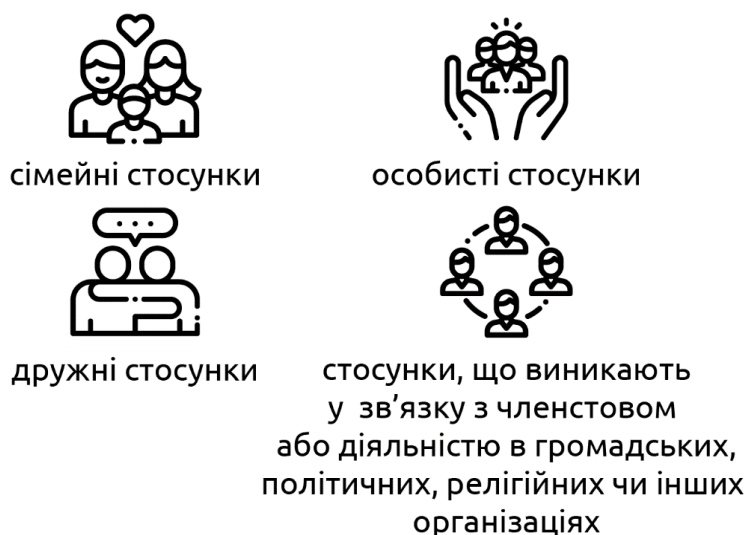 сімейні стосунки
особисті стосунки
дружні стосунки
стосунки, що виникають
у зв’язку з членстовом
або діяльністю в громадських,
політичних, релігійних чи інших
організаціях